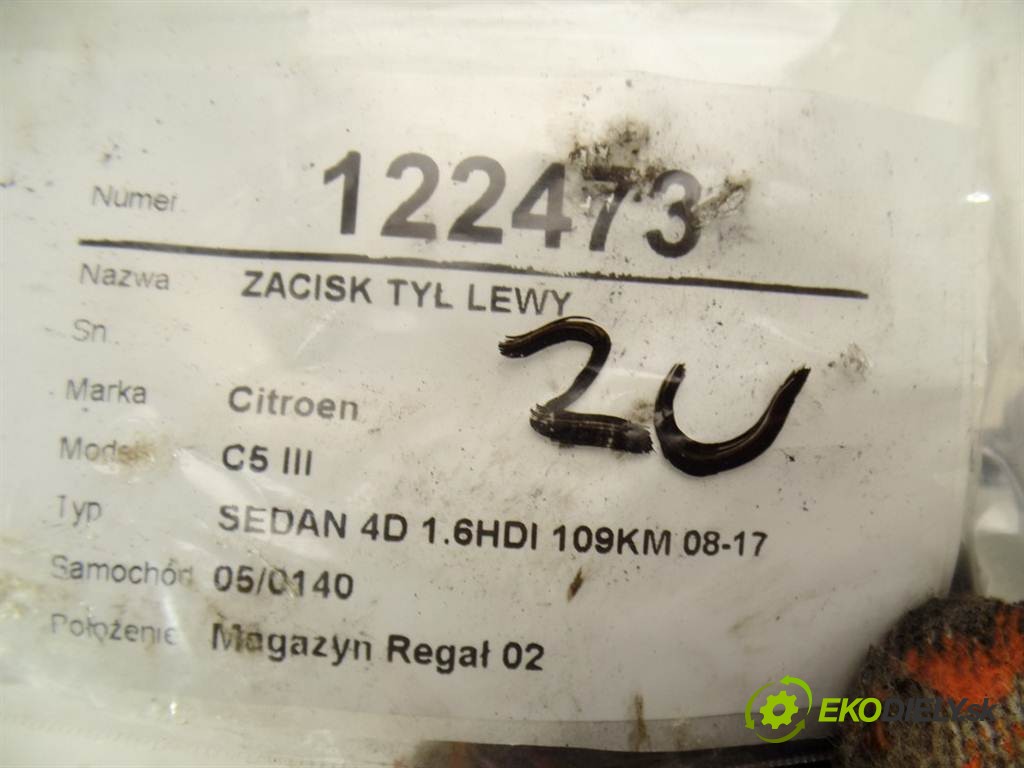 Numer 122473
Nazwa ZACISK TYŁ LEWY
Sn.
20
Marka Citroen
Model C5 III
Typ SEDAN 4D 1.6HDI 109KM 08-17
Samochód 05/0140
Położenie Magazyn Regał 02
EKODIELY.sk